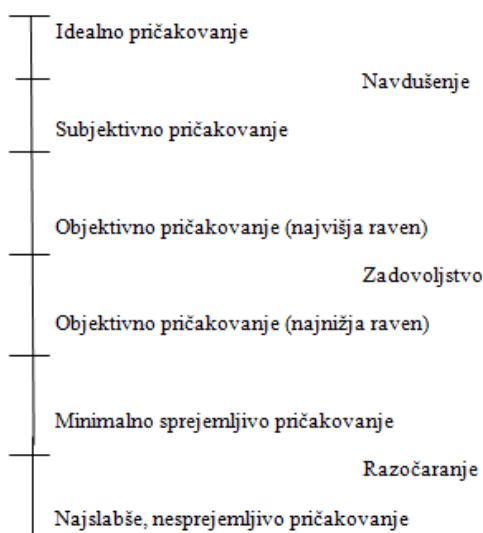 Idealno pričakovanje
Navdušenje
Subjektivno pričakovanje
Objektivno pričakovanje (najvišja raven)
Zadovoljstvo
Objektivno pričakovanje (najnižja raven)
Minimalno sprejemljivo pričakovanje
Razočaranje
Najslabše, nesprejemljivo pričakovanje